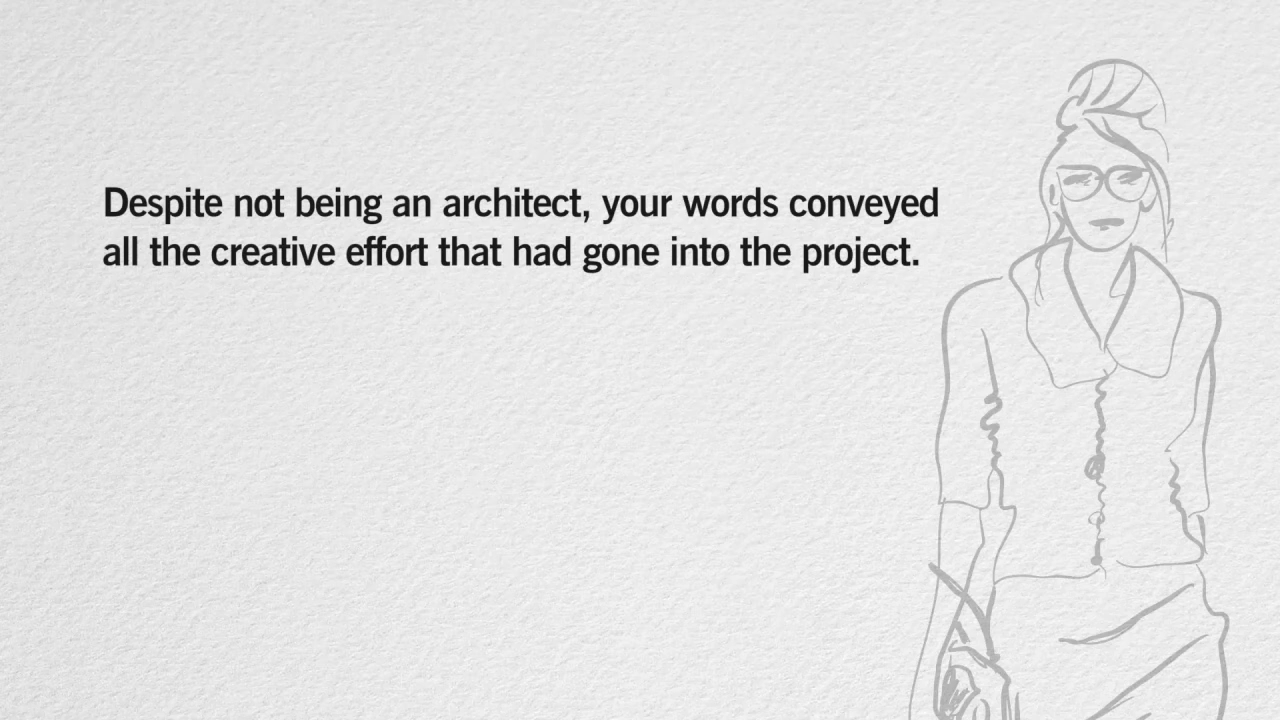 Despite not being an architect, your words conveyed
all the creative effort that had gone into the project.